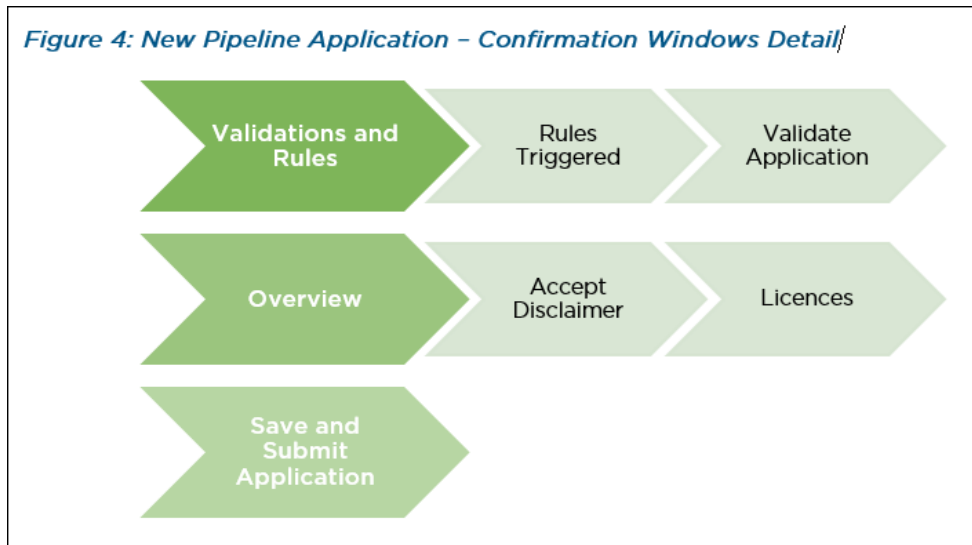 Figure 4: New Pipeline Application – Confirmation Windows Detail
Validations and
Rules
Rules
Triggered
Validate
Application
Overview
Accept
Disclaimer
Licences
Save and
Submit
Application